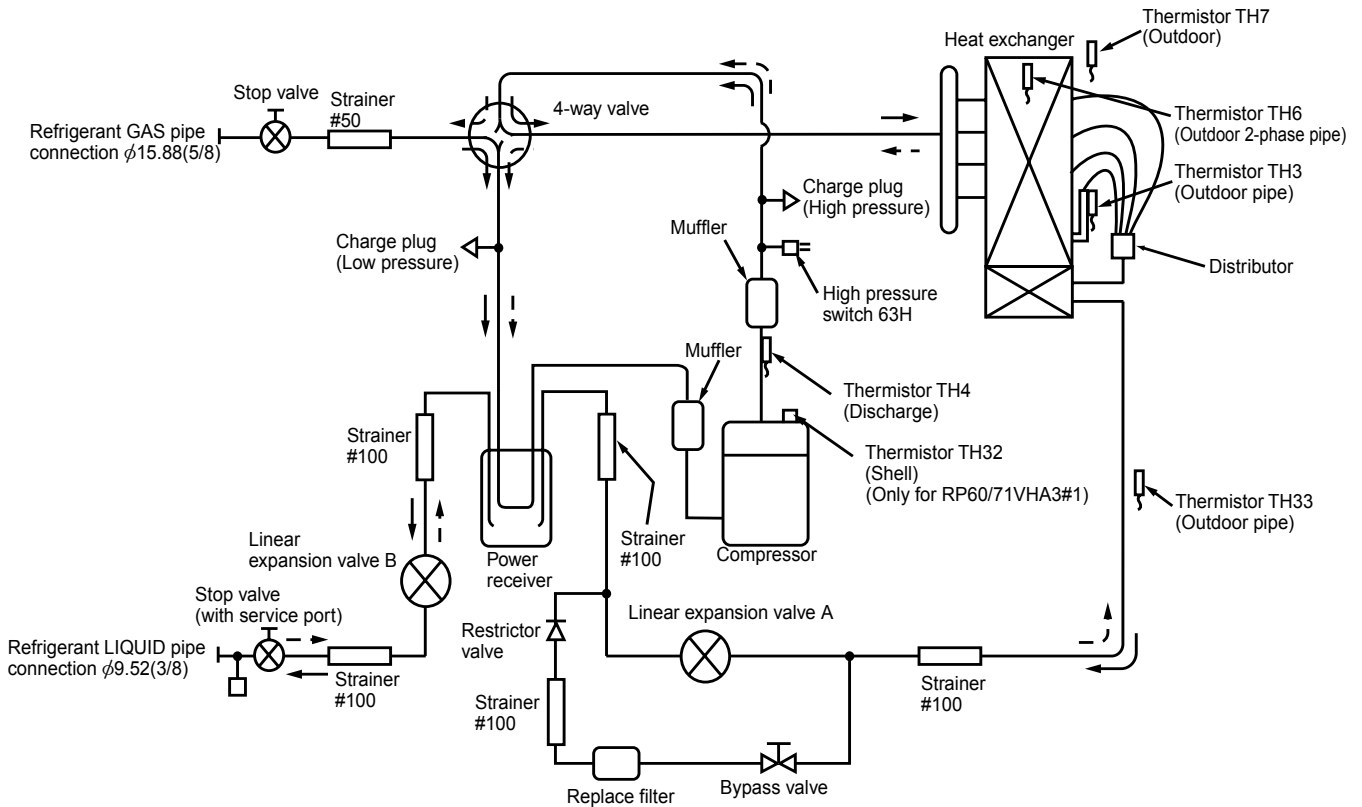 Thermistor TH7
(Outdoor)
Heat exchanger
Stop valve
Strainer
#50
4-way valve
Refrigerant GAS pipe
connection ϕ15.88(5/8)
Thermistor TH6
(Outdoor 2-phase pipe)
Thermistor TH3
(Outdoor pipe)
Charge plug
(High pressure)
Muffler
Charge plug
(Low pressure)
Distributor
High pressure
switch 63H
Muffler
Thermistor TH4
(Discharge)
Strainer
#100
Thermistor TH32
(Shell)
(Only for RP60/71VHA3#1)
Thermistor TH33
(Outdoor pipe)
Strainer
#100
Compressor
Power
receiver
Linear
expansion valve B
Stop valve
(with service port)
Linear expansion valve A
Restrictor
valve
Refrigerant LIQUID pipe
connection ϕ9.52(3/8)
Strainer
#100
Strainer
#100
Strainer
#100
Bypass valve
Replace filter